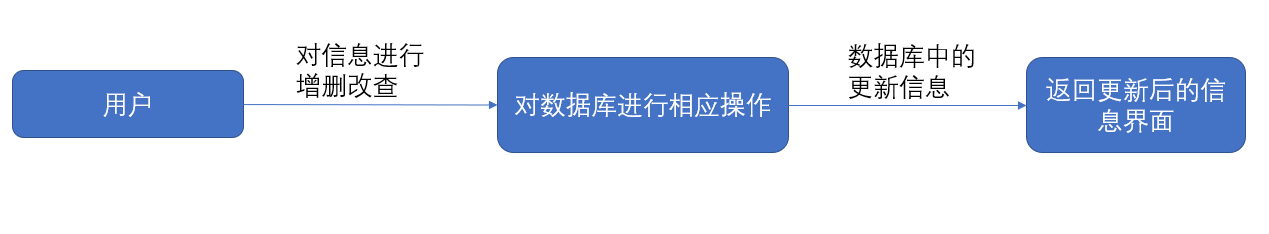 用户
对信息进行
增删改查
对数据库进行相应操作
数据库中的
更新信息
返回更新后的信
息界面